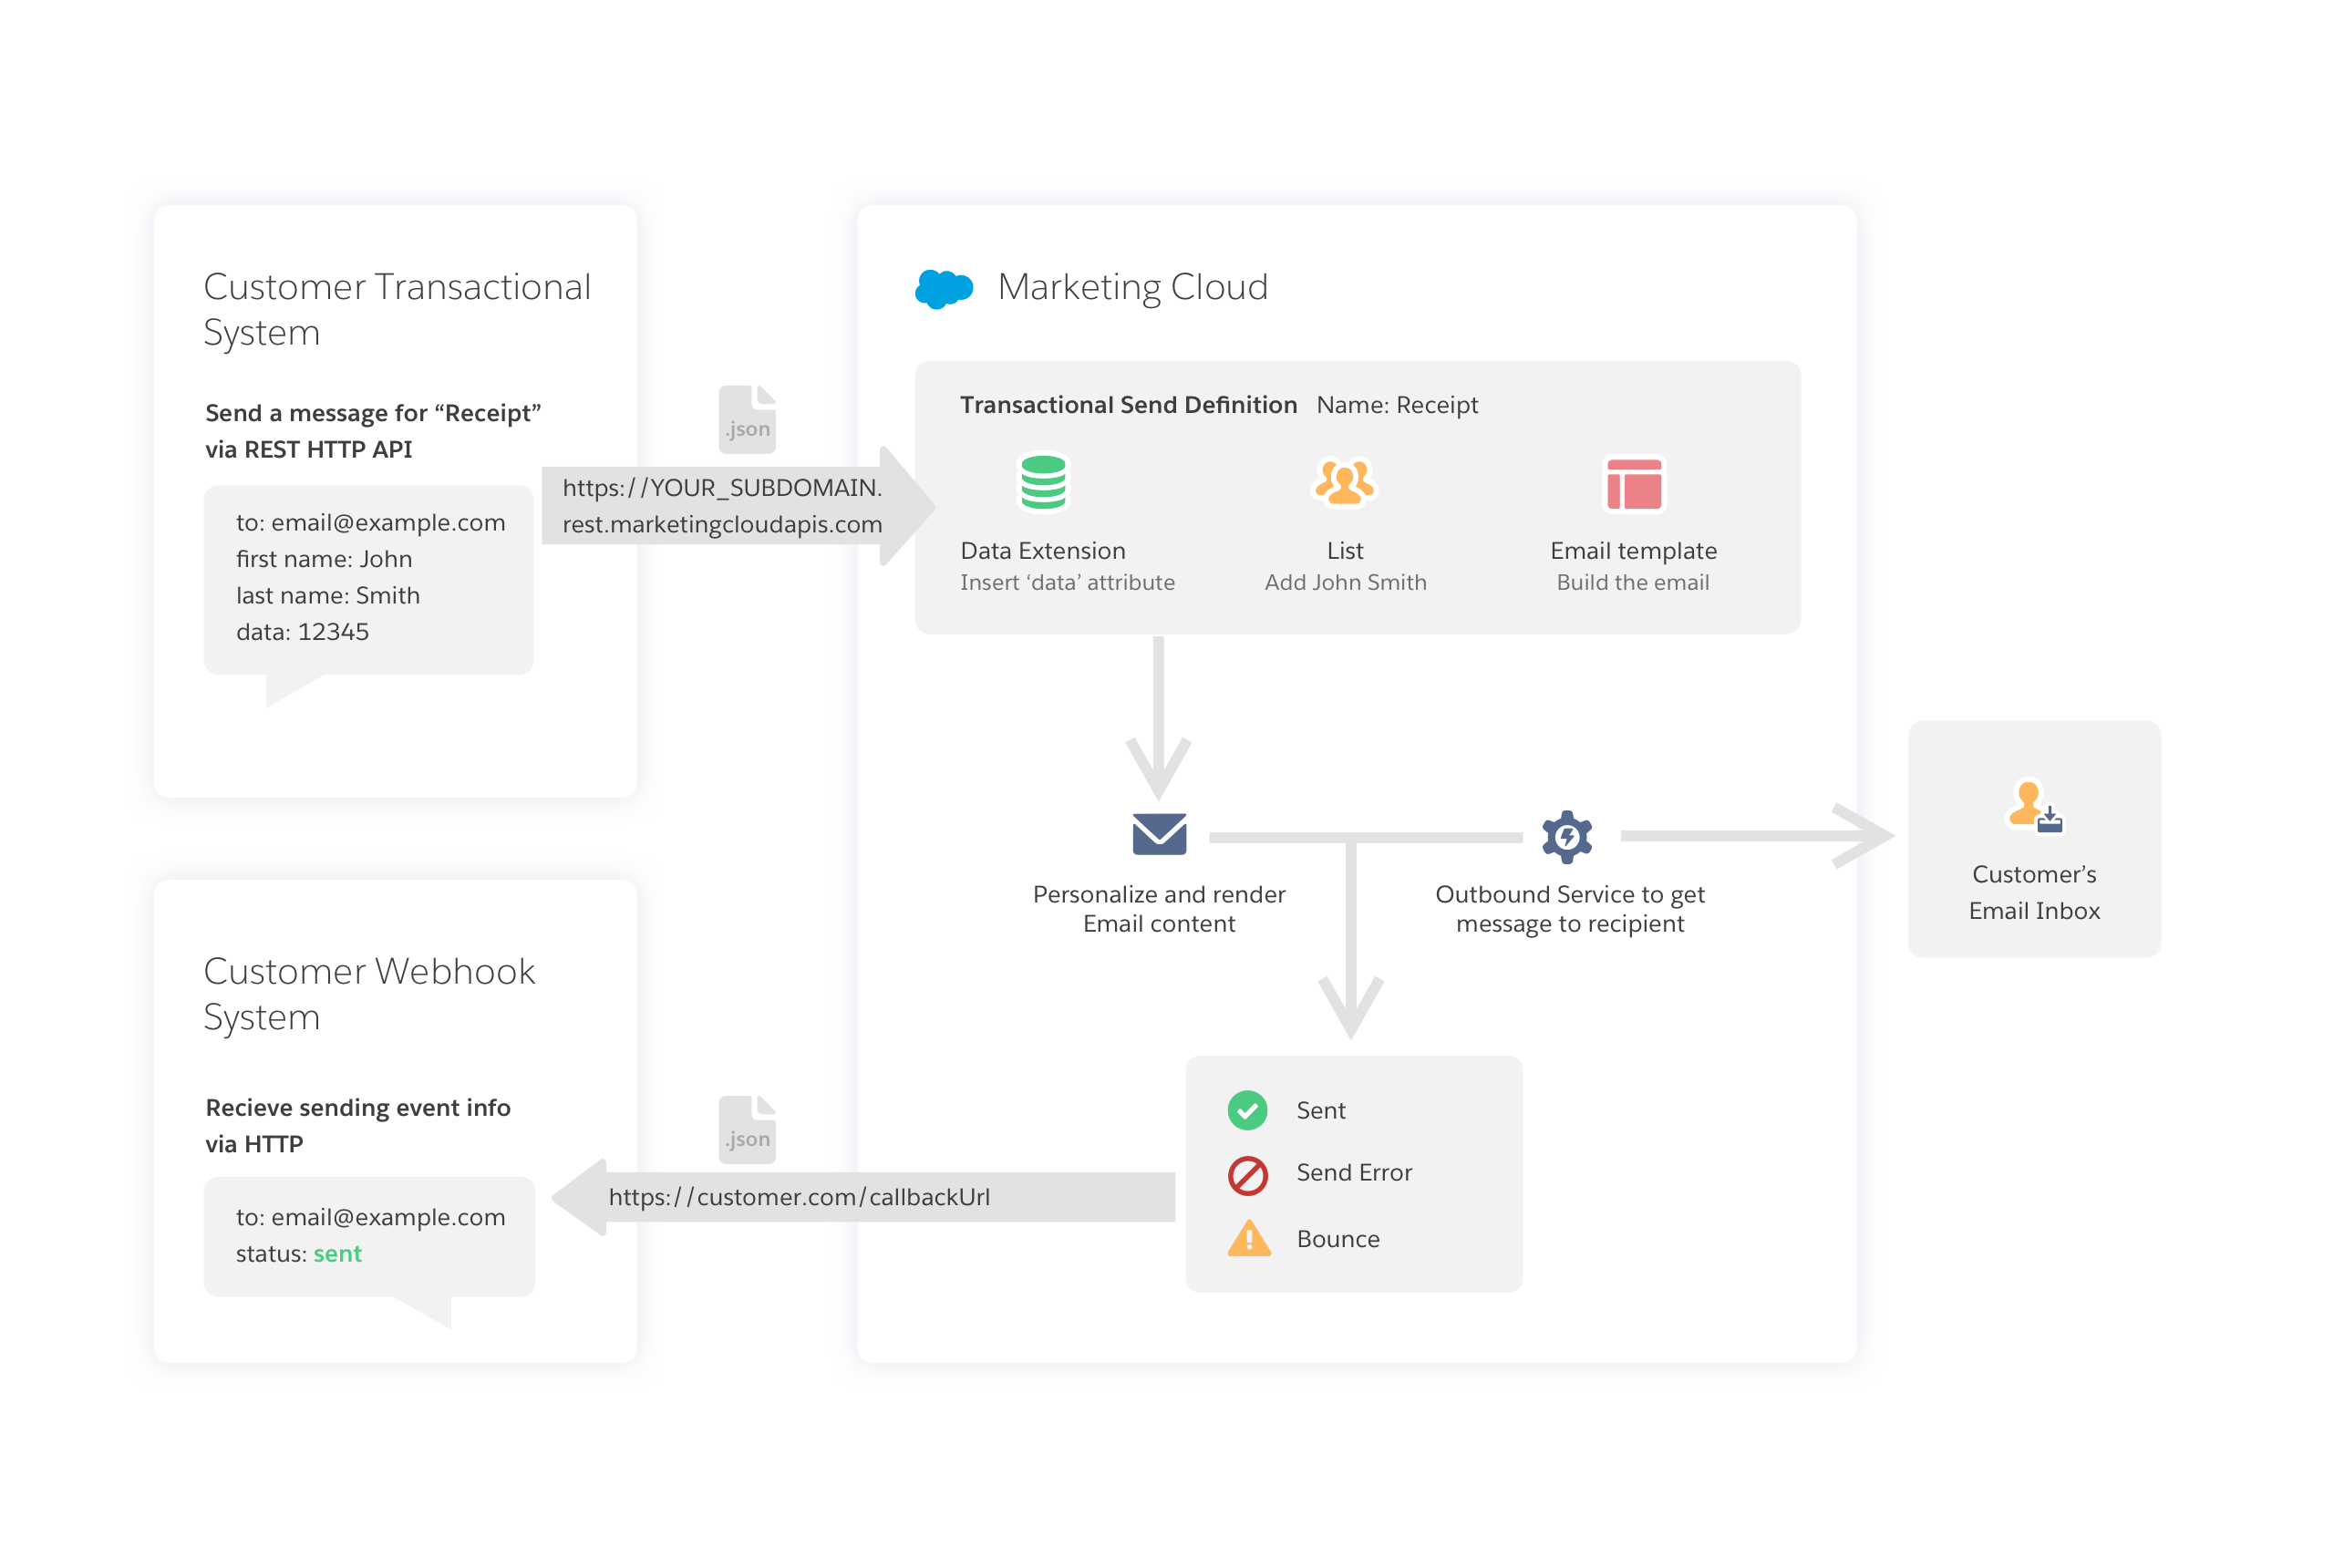 Customer Transactional
System
Send a message for “Receipt”
via REST HTTP API
to: email@example.com
first name: John
last name: Smith
data: 12345
.json
https://YOUR_SUBDOMAIN.
rest.marketingcloudapis.com
Marketing Cloud
Transactional Send Definition Name: Receipt
Data Extension
Insert ‘data’ attribute
List
Add John Smith
Email template
Build the email
Personalize and render
Email content
Outbound Service to get
message to recipient
Customer’s
Email Inbox
Sent
Send Error
Bounce
.json
https://customer.com/callbackUrl
Customer Webhook
System
Recieve sending event info
via HTTP
to: email@example.com
status: sent